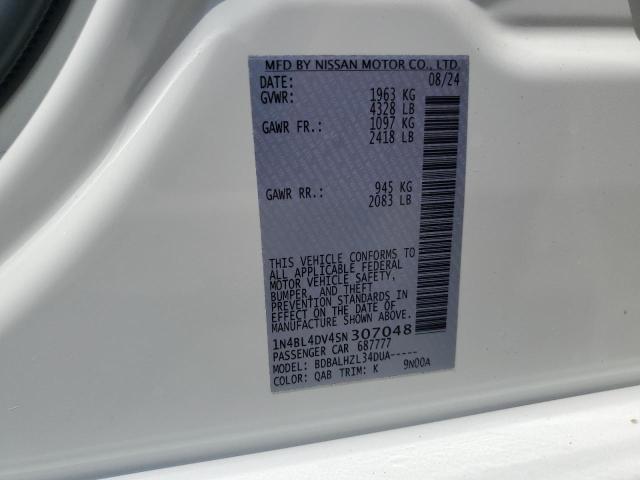 MFD BY NISSAN MOTOR CO., LTD.
DATE: 08/24
GVWR: 1963 KG
4328 LB
GAWR FR.: 1097 KG
2418 LB
GAWR RR.: 945 KG
2083 LB
THIS VEHICLE CONFORMS TO
ALL APPLICABLE FEDERAL
MOTOR VEHICLE SAFETY,
BUMPER, AND THEFT
PREVENTION STANDARDS IN
EFFECT ON THE DATE OF
MANUFACTURE SHOWN ABOVE.
1N4BL4DV4SN307048
PASSENGER CAR 687777
MODEL: BDBALHZL34DUA-----
COLOR: QAB TRIM: K 9N00A